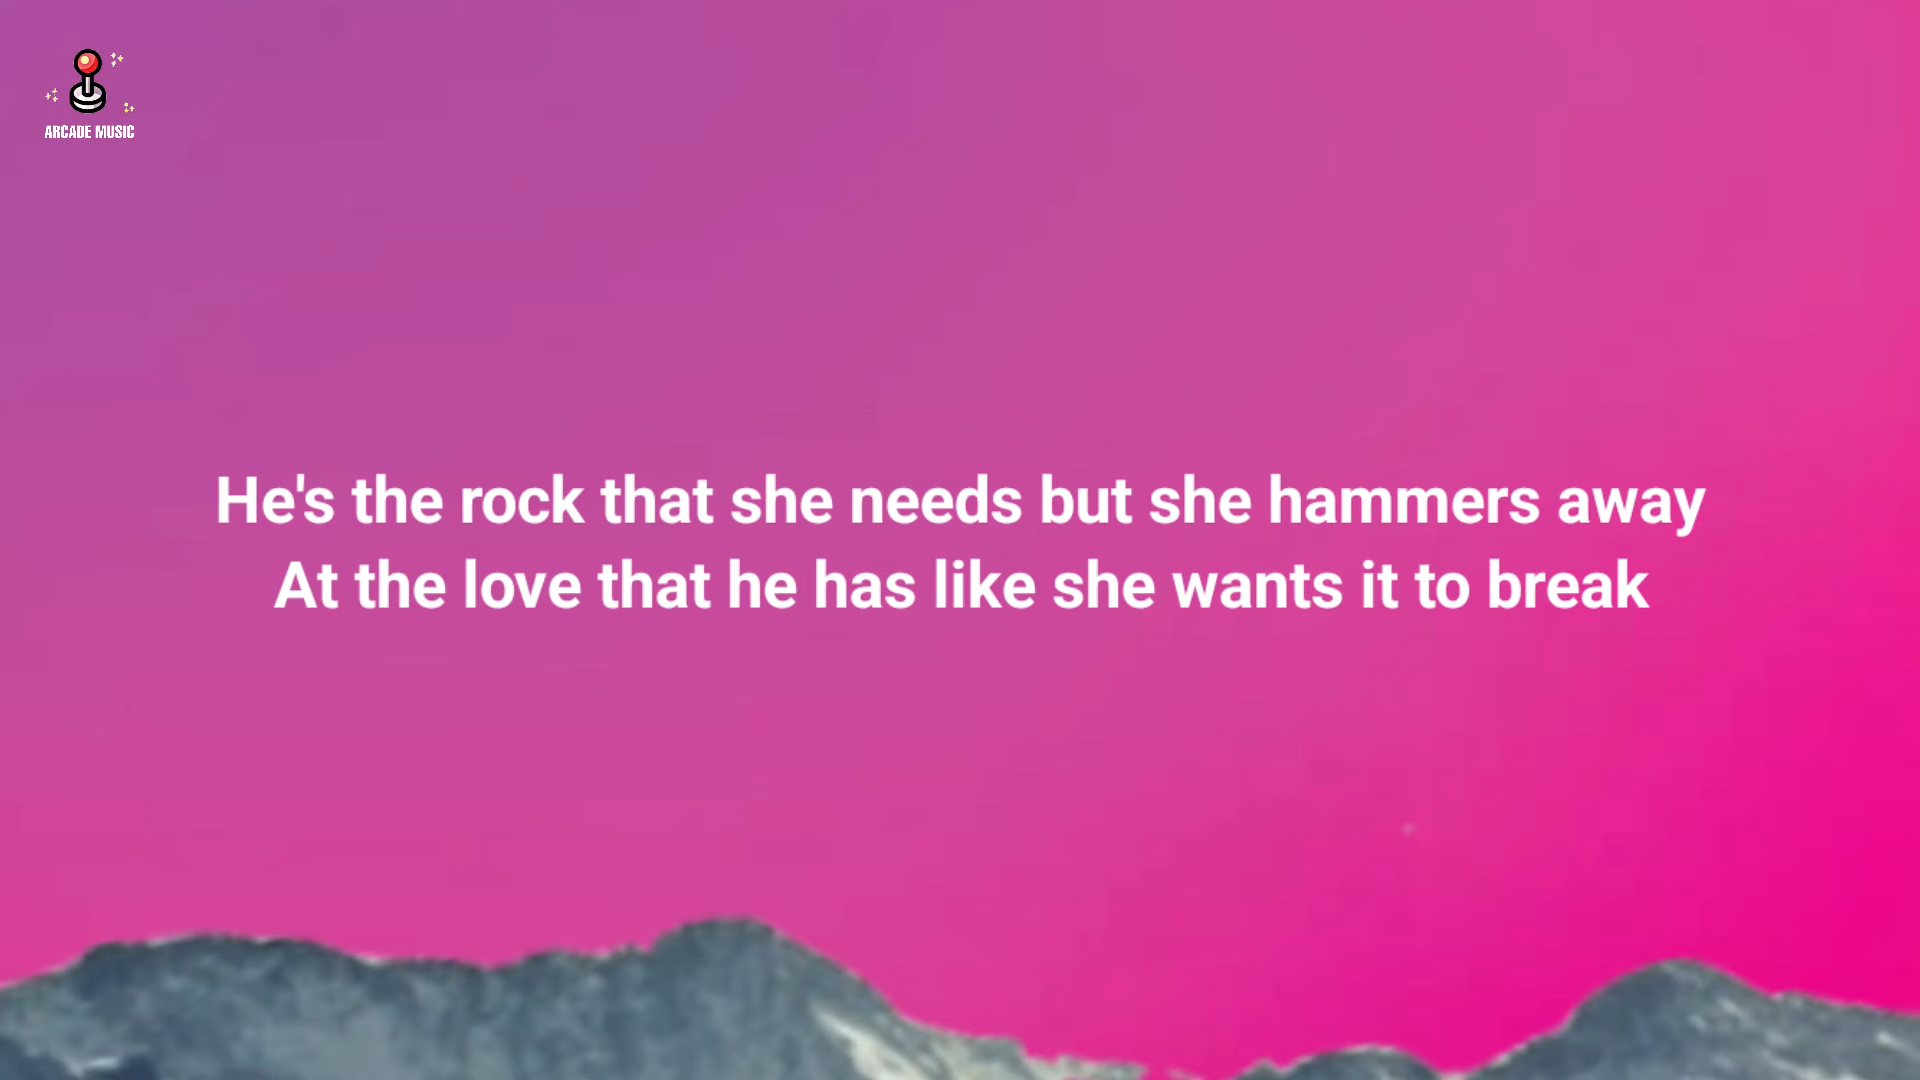 ARCADE MUSIC
He's the rock that she needs but she hammers away
At the love that he has like she wants it to break